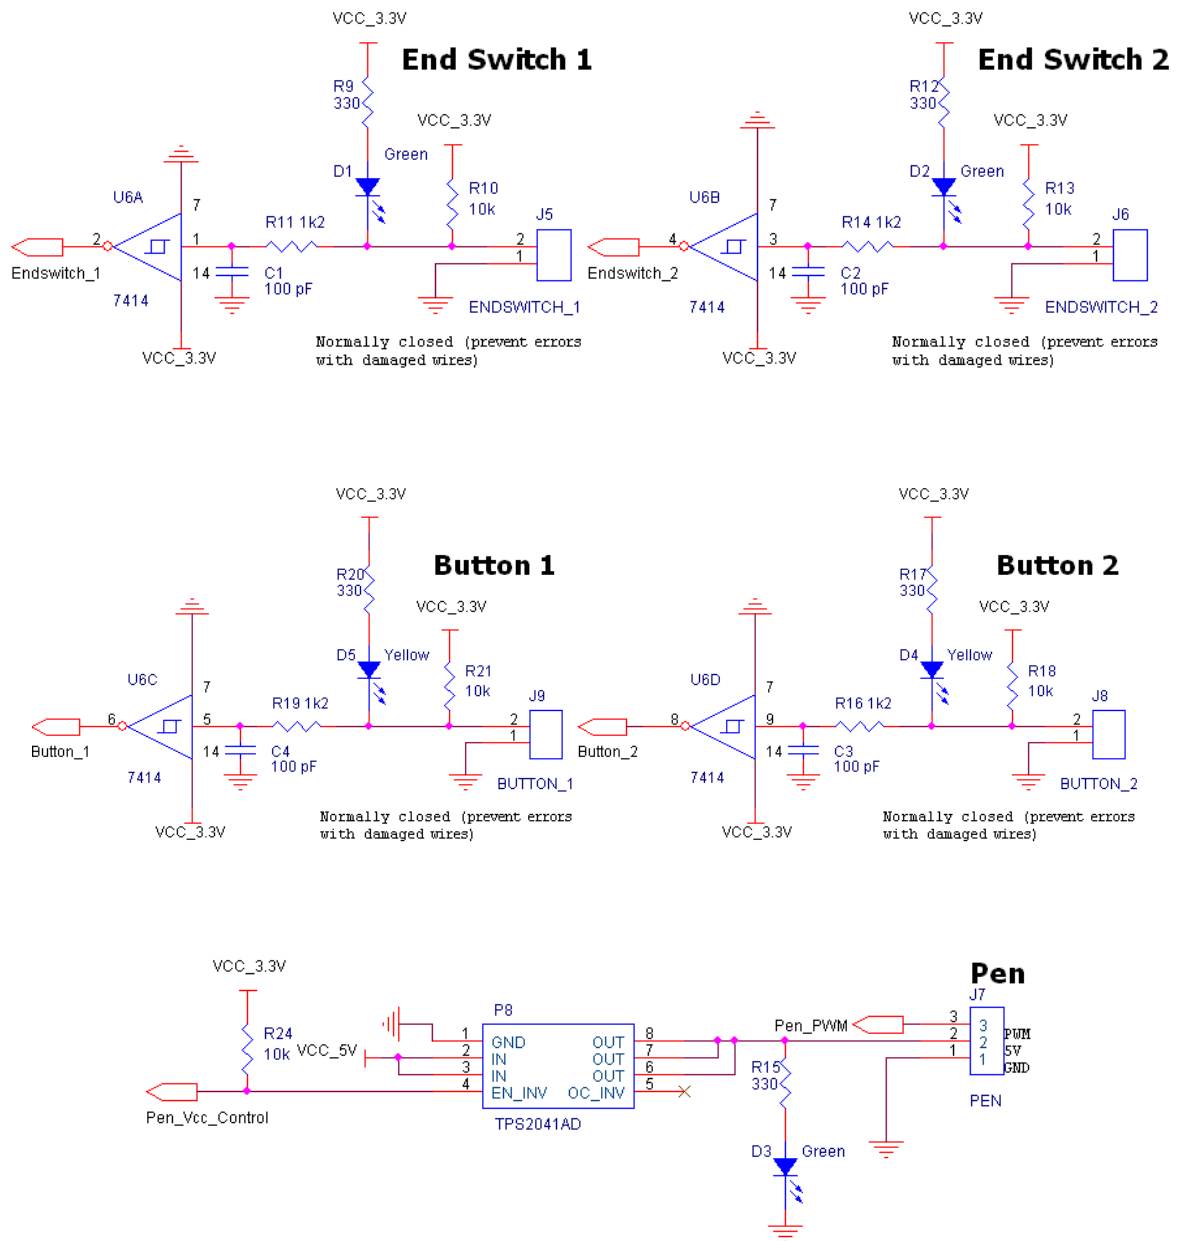 VCC_3.3V
End Switch 1
R9
330
VCC_3.3V
Green
D1
R10
10k
U6A
7
R11 1k2
J5
2
1
2
1
Endswitch_1
14
C1
100 pF
7414
ENDSWITCH_1
VCC_3.3V
Normally closed (prevent errors
with damaged wires)
VCC_3.3V
End Switch 2
R12
330
VCC_3.3V
D2
Green
R13
10k
U6B
7
R14 1k2
J6
4
3
2
1
Endswitch_2
14
C2
100 pF
7414
ENDSWITCH_2
VCC_3.3V
Normally closed (prevent errors
with damaged wires)
VCC_3.3V
Button 1
R20
330
VCC_3.3V
D5
Yellow
R21
10k
U6C
7
R19 1k2
J9
6
5
2
1
Button_1
14
C4
100 pF
7414
BUTTON_1
VCC_3.3V
Normally closed (prevent errors
with damaged wires)
VCC_3.3V
Button 2
R17
330
VCC_3.3V
D4
Yellow
R18
10k
U6D
7
R16 1k2
J8
8
9
2
1
Button_2
14
C3
100 pF
7414
BUTTON_2
VCC_3.3V
Normally closed (prevent errors
with damaged wires)
VCC_3.3V
Pen
J7
R24
10k
VCC_5V
P8
1 GND OUT 8
2 IN OUT 7
3 IN OUT 6
4 EN_INV OC_INV 5
TPS2041AD
Pen_Vcc_Control
Pen_PWM
3 3 PWM
2 2 5V
1 1 GND
PEN
R15
330
D3
Green